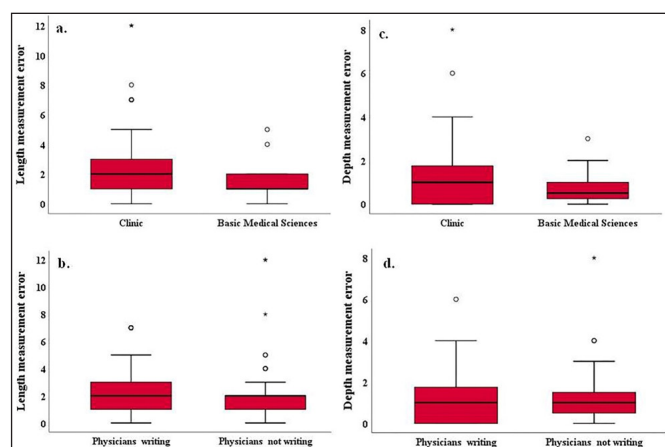 a.
Length measurement error
12
10
8
6
4
2
0
Clinic
Basic Medical Sciences
c.
Depth measurement error
8
6
4
2
0
Clinic
Basic Medical Sciences
b.
Length measurement error
12
10
8
6
4
2
0
Physicians writing
Physicians not writing
d.
Depth measurement error
8
6
4
2
0
Physicians writing
Physicians not writing